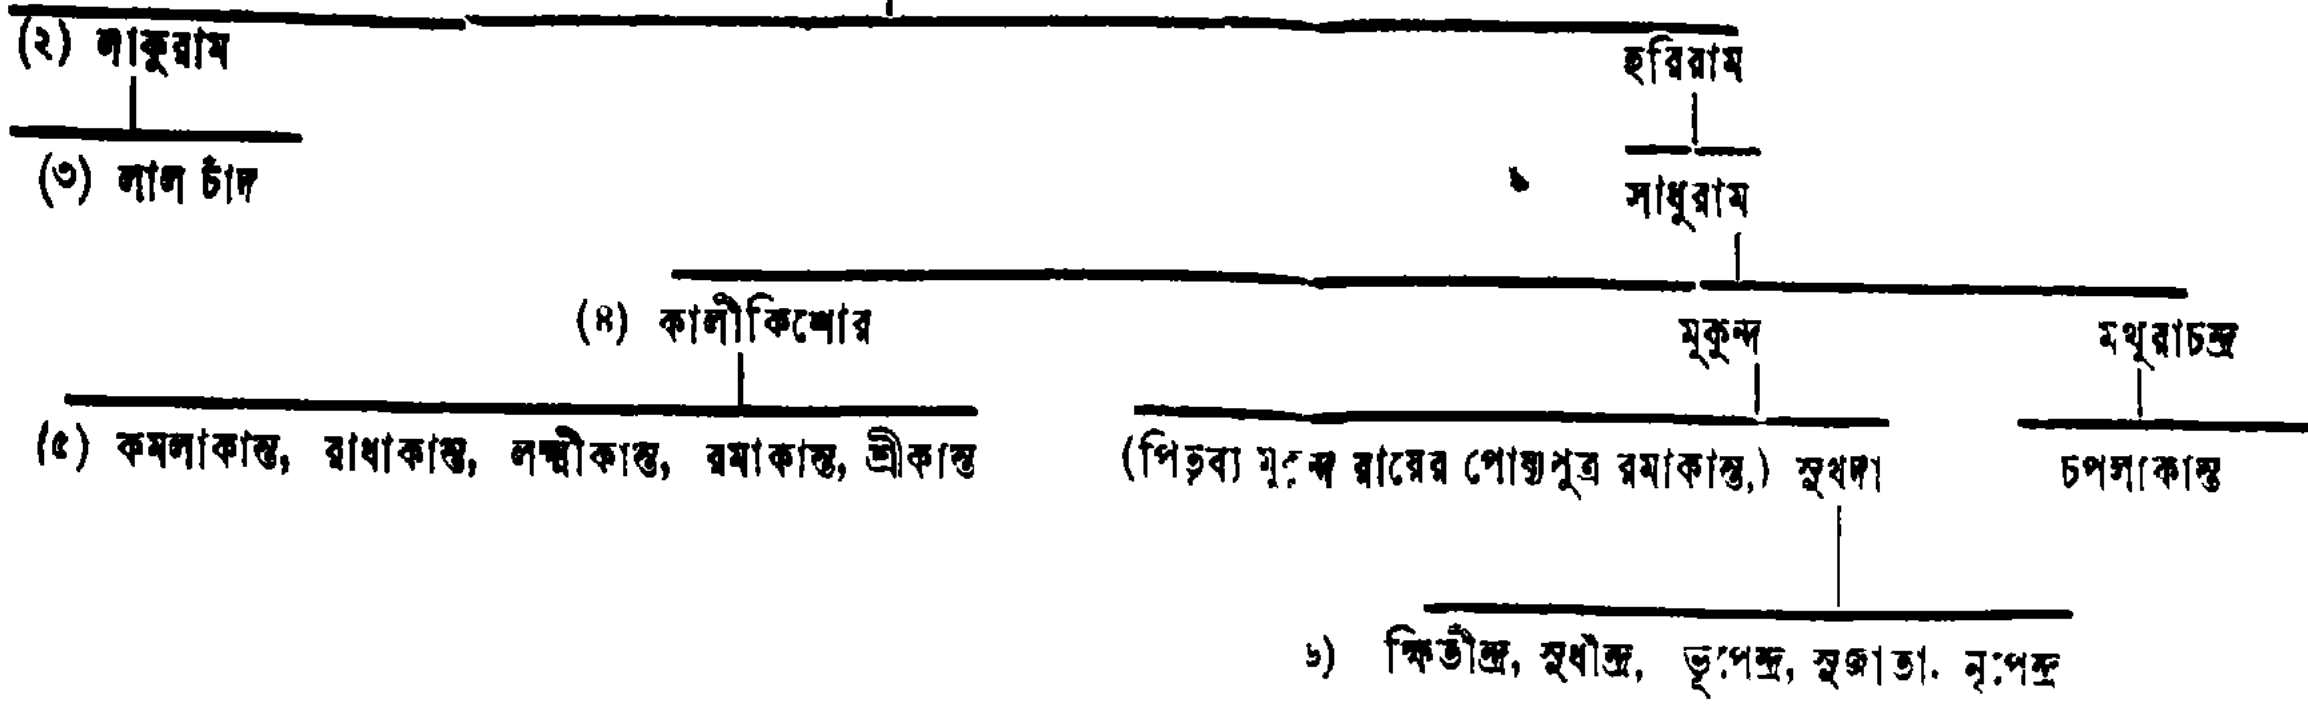 (২) লাকুরাম হরিরাম
(৩) লাল চাঁদ সাধুরাম
(৪) কালীকিশোর মুকুন্দ মথুরাচন্দ্র
(৫) কমলাকান্ত, রাধাকান্ত, লক্ষ্মীকান্ত, রমাকান্ত, শ্রীকান্ত (পিতৃব্য মুকুন্দ রায়ের পোষ্যপুত্র রমাকান্ত,) সুখদা চপলাকান্ত
৬) ক্ষিতীন্দ্র, সুধীন্দ্র, ভূপেন্দ্র, সুজাতা. নৃপেন্দ্র